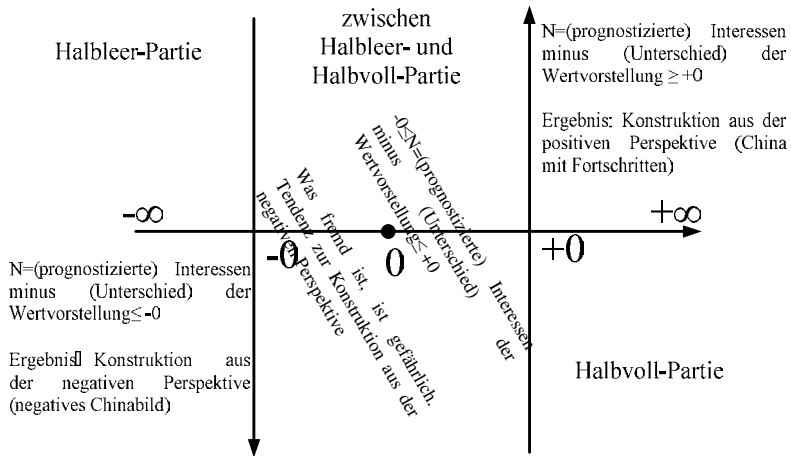 Halbleer-Partie
zwischen
Halbleer- und
Halbvoll-Partie
N=(prognostizierte) Interessen
minus (Unterschied) der
Wertvorstellung ≥ +0
Ergebnis: Konstruktion aus der
positiven Perspektive (China
mit Fortschritten)
-0≤N=(prognostizierte) Interessen
minus (Unterschied) der
Wertvorstellung≤ +0
Was fremd ist, ist gefährlich.
Tendenz zur Konstruktion aus der
negativen Perspektive
-∞
+∞
-0
0
+0
N=(prognostizierte) Interessen
minus (Unterschied) der
Wertvorstellung≤ -0
Ergebnis Konstruktion aus
der negativen Perspektive
(negatives Chinabild)
Halbvoll-Partie